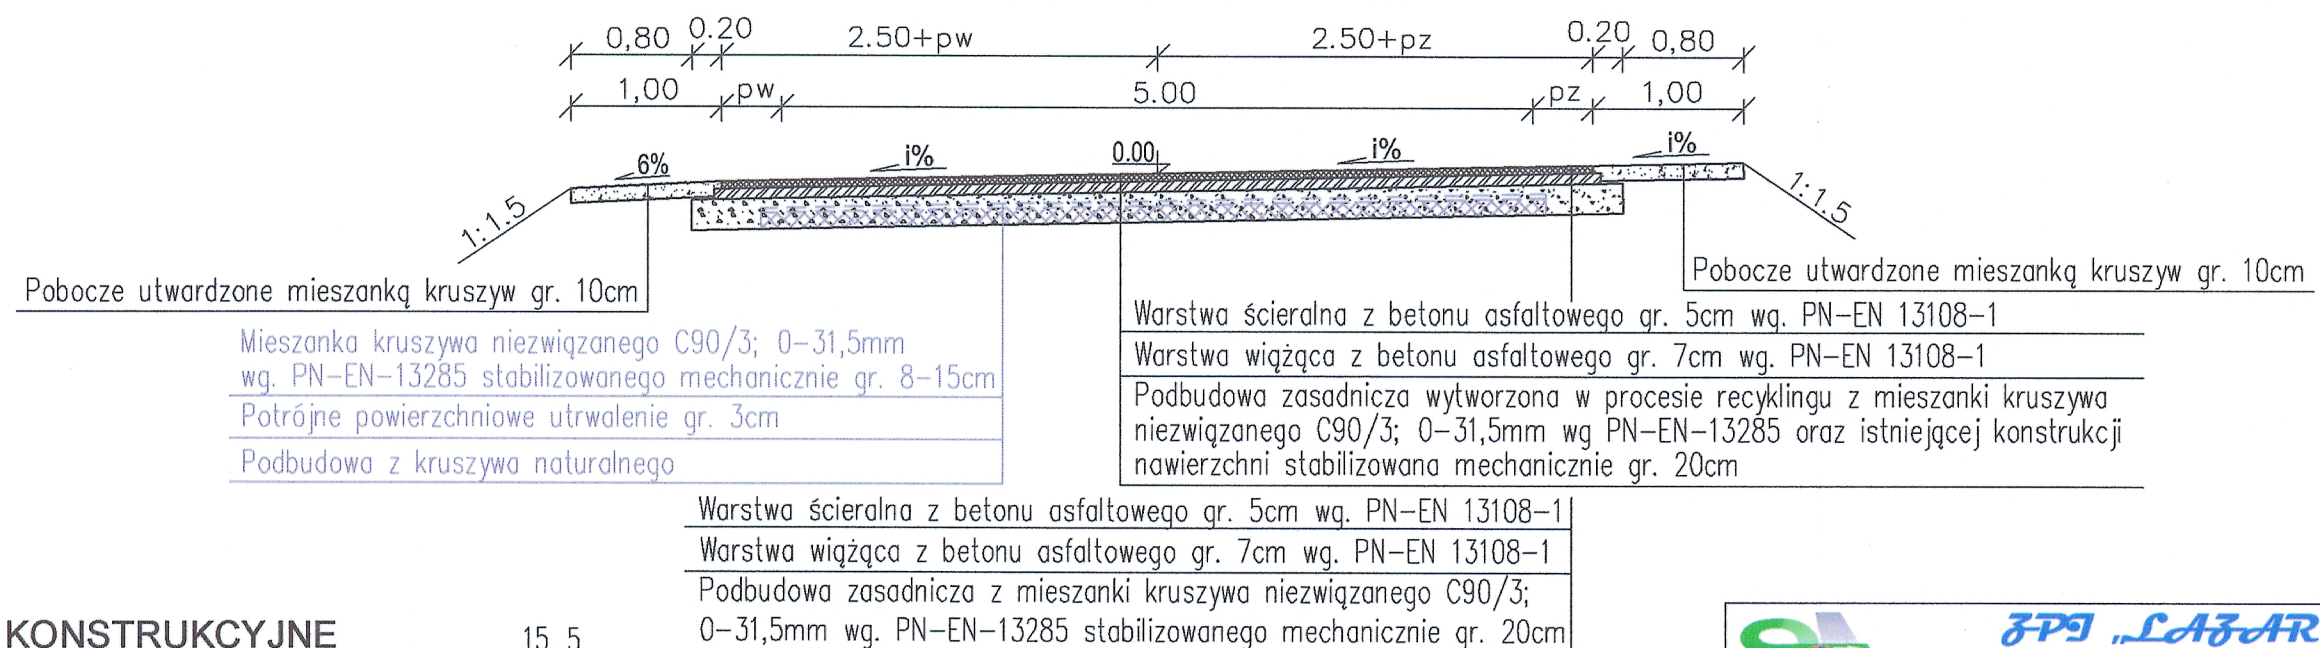 0,80 0.20 2.50+pw 2.50+pz 0.20 0,80
1,00 pw 5.00 pz 1,00
6% i% 0.00 i% i%
1:1.5 1:1.5
Pobocze utwardzone mieszanką kruszyw gr. 10cm
Pobocze utwardzone mieszanką kruszyw gr. 10cm
Mieszanka kruszywa niezwiązanego C90/3; 0-31,5mm
wg. PN-EN-13285 stabilizowanego mechanicznie gr. 8-15cm
Potrójne powierzchniowe utrwalenie gr. 3cm
Podbudowa z kruszywa naturalnego
Warstwa ścieralna z betonu asfaltowego gr. 5cm wg. PN-EN 13108-1
Warstwa wiążąca z betonu asfaltowego gr. 7cm wg. PN-EN 13108-1
Podbudowa zasadnicza wytworzona w procesie recyklingu z mieszanki kruszywa
niezwiązanego C90/3; 0-31,5mm wg PN-EN-13285 oraz istniejącej konstrukcji
nawierzchni stabilizowana mechanicznie gr. 20cm
Warstwa ścieralna z betonu asfaltowego gr. 5cm wg. PN-EN 13108-1
Warstwa wiążąca z betonu asfaltowego gr. 7cm wg. PN-EN 13108-1
Podbudowa zasadnicza z mieszanki kruszywa niezwiązanego C90/3;
0-31,5mm wg. PN-EN-13285 stabilizowanego mechanicznie gr. 20cm
KONSTRUKCYJNE
15 5
ZPI „LAZAR